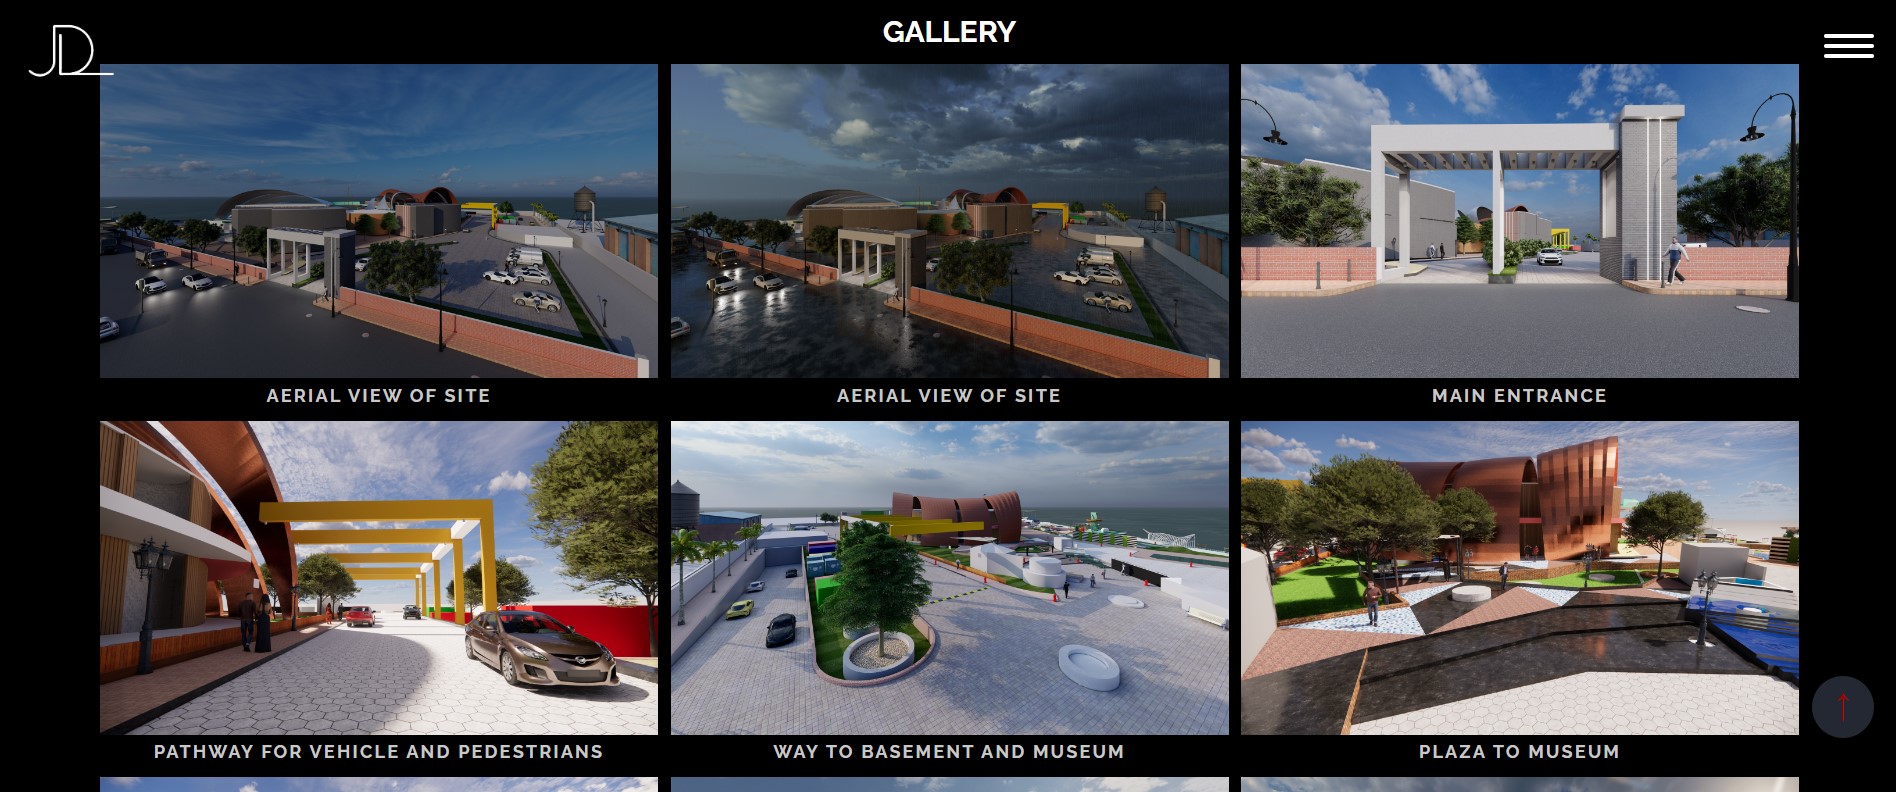 JD
GALLERY
AERIAL VIEW OF SITE
AERIAL VIEW OF SITE
MAIN ENTRANCE
PATHWAY FOR VEHICLE AND PEDESTRIANS
WAY TO BASEMENT AND MUSEUM
PLAZA TO MUSEUM